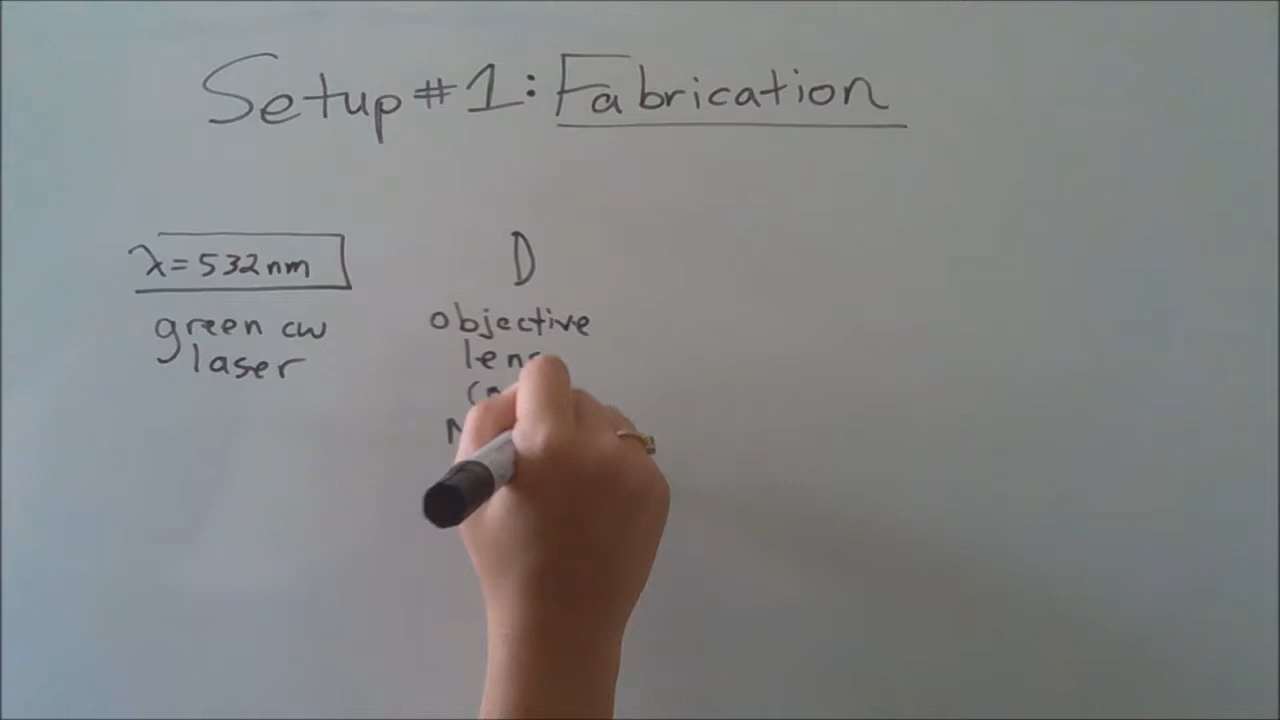 Setup #1: Fabrication
λ=532nm
green cw
laser
objective